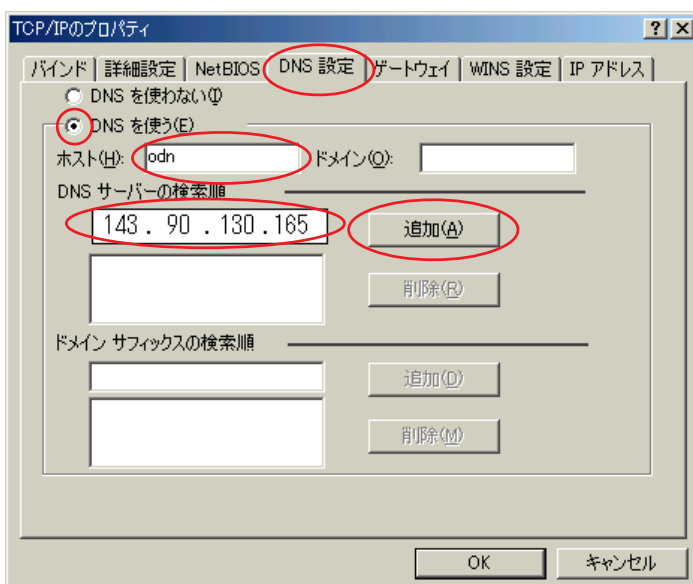 TCP/IPのプロパティ
バインド 詳細設定 NetBIOS DNS 設定 ゲートウェイ WINS 設定 IP アドレス
DNS を使わない(I)
DNS を使う(E)
ホスト(H): odn ドメイン(O):
DNS サーバーの検索順
143 . 90 . 130 . 165 追加(A)
削除(R)
ドメイン サフィックスの検索順
追加(D)
削除(M)
OK キャンセル